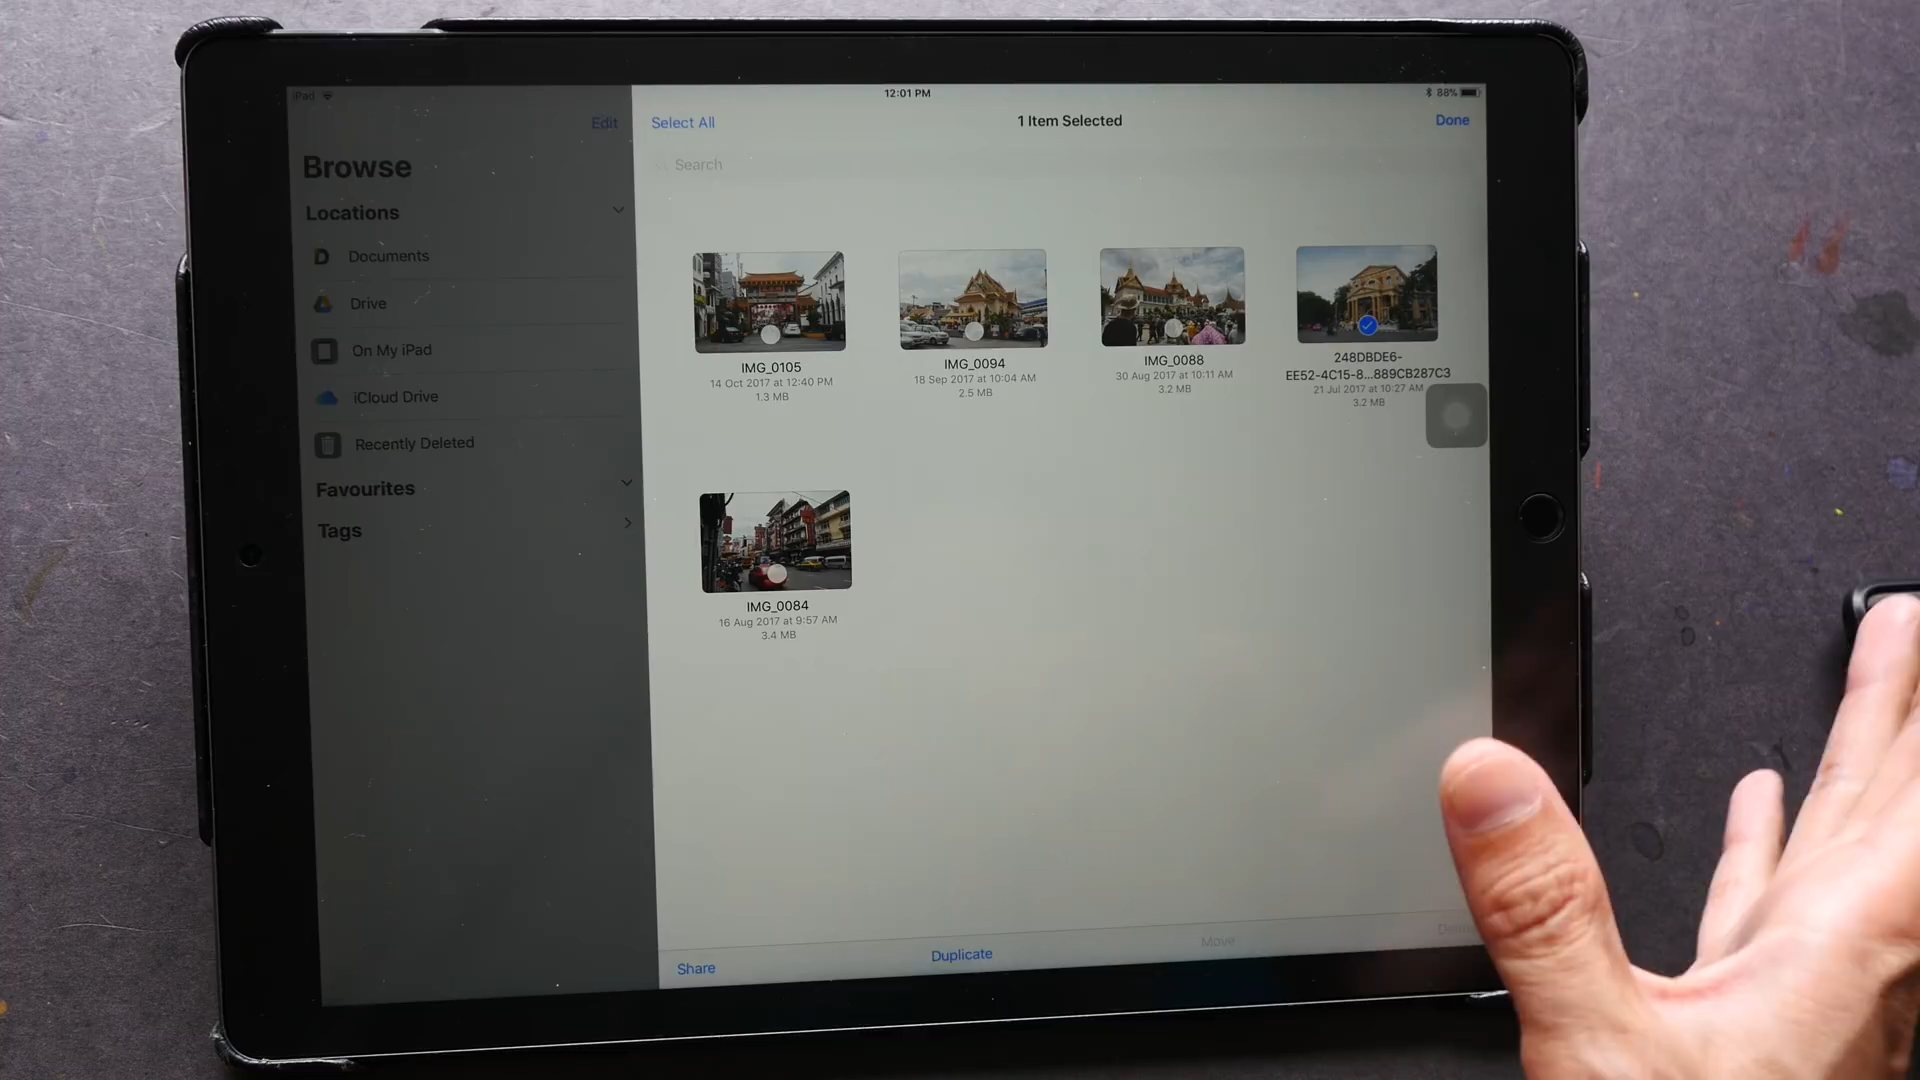 iPad
12:01 PM
88%
Edit
Select All
1 Item Selected
Done
Browse
Search
Locations
Documents
Drive
On My iPad
iCloud Drive
Recently Deleted
Favourites
Tags
IMG_0105
14 Oct 2017 at 12:40 PM
1.3 MB
IMG_0094
18 Sep 2017 at 10:04 AM
2.5 MB
IMG_0088
30 Aug 2017 at 10:11 AM
3.2 MB
248DBDE6-
EE52-4C15-8...889CB287C3
21 Jul 2017 at 10:27 AM
3.2 MB
IMG_0084
16 Aug 2017 at 9:57 AM
3.4 MB
Share
Duplicate
Move